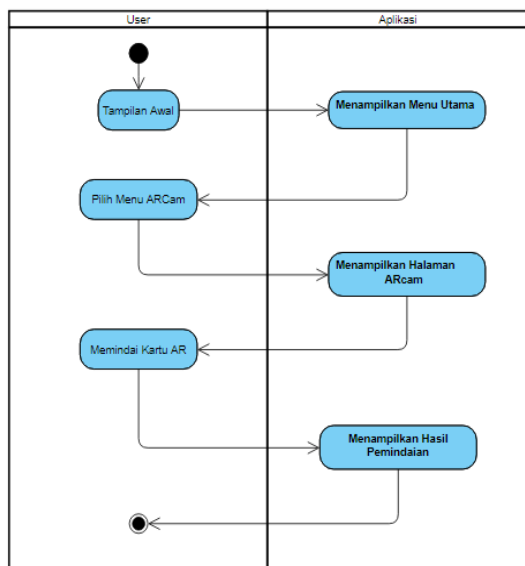 User
Aplikasi
Tampilan Awal
Menampilkan Menu Utama
Pilih Menu ARCam
Menampilkan Halaman
ARcam
Memindai Kartu AR
Menampilkan Hasil
Pemindaian